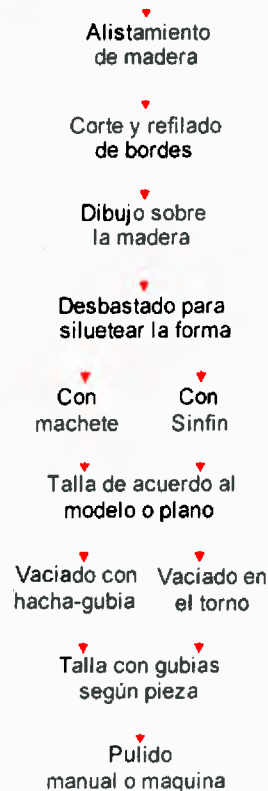 Alistamiento
de madera
Corte y refilado
de bordes
Dibujo sobre
la madera
Desbastado para
siluetear la forma
Con
machete
Con
Sinfin
Talla de acuerdo al
modelo o plano
Vaciado con
hacha-gubia
Vaciado en
el torno
Talla con gubias
según pieza
Pulido
manual o maquina